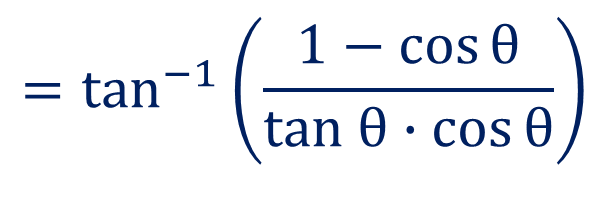 = tan⁻¹ ( (1 − cos θ) / (tan θ · cos θ) )